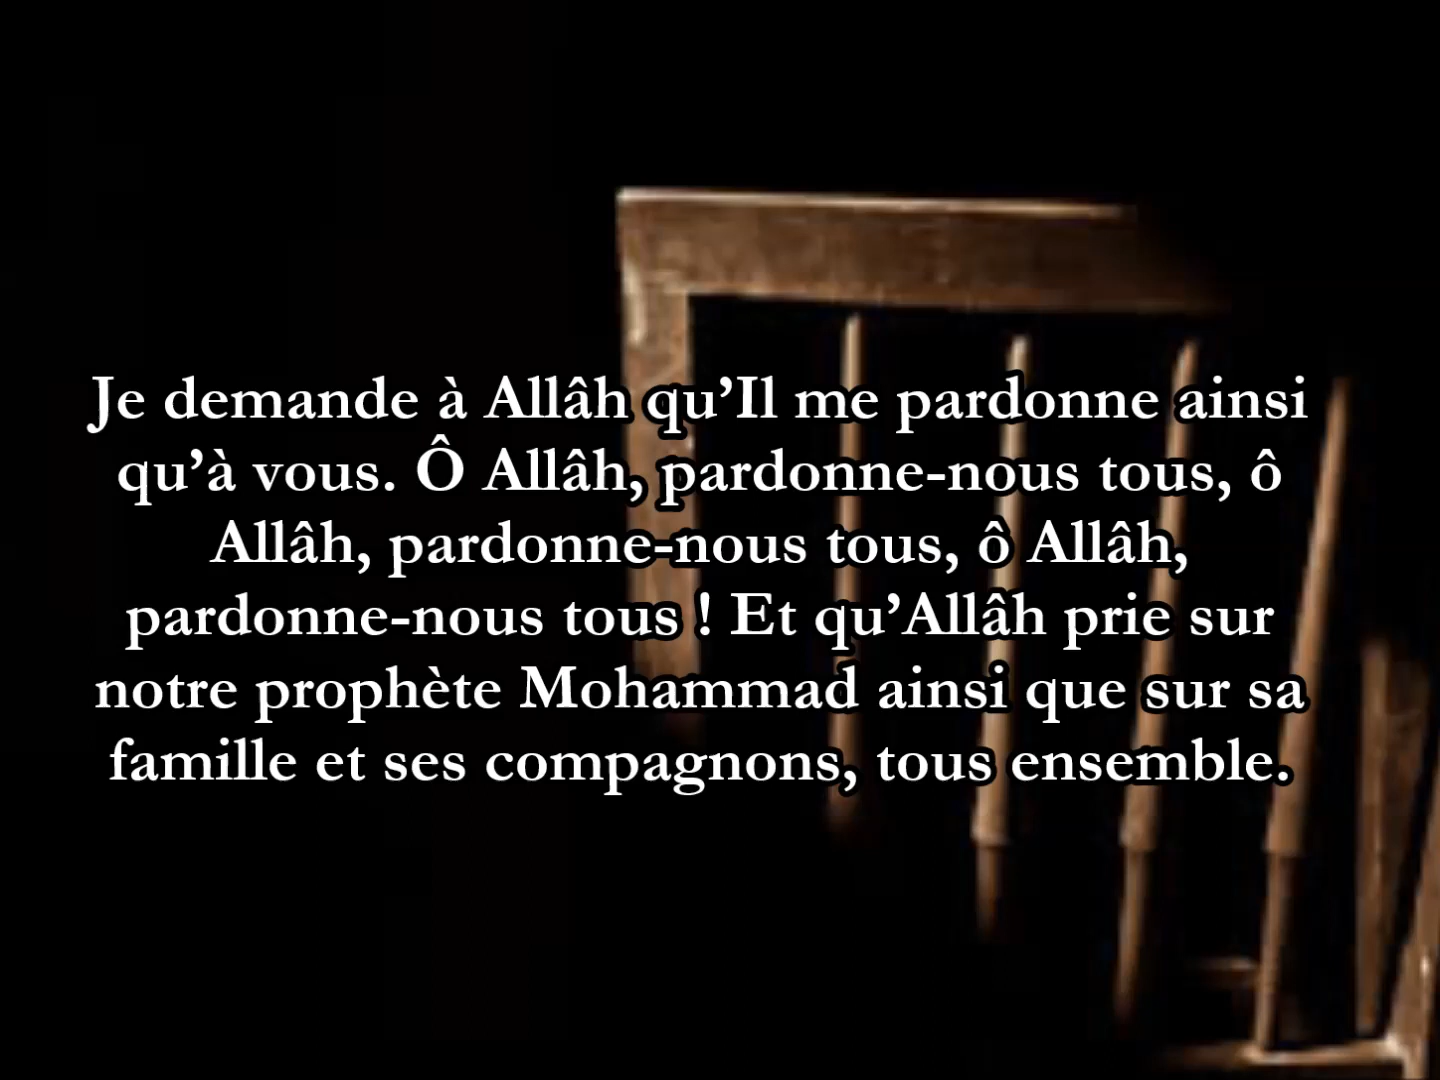 Je demande à Allâh qu’Il me pardonne ainsi
qu’à vous. Ô Allâh, pardonne-nous tous, ô
Allâh, pardonne-nous tous, ô Allâh,
pardonne-nous tous ! Et qu’Allâh prie sur
notre prophète Mohammad ainsi que sur sa
famille et ses compagnons, tous ensemble.